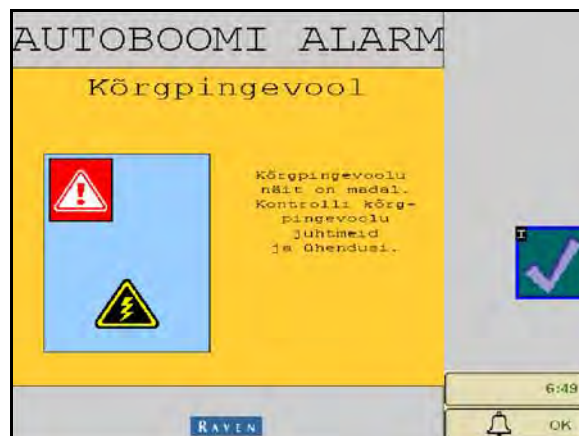 AUTOBOOMI ALARM
Kõrgpingevool
Kõrgpingevoolu
näit on madal.
Kontrolli kõrg-
pingevoolu
juhtmeid
ja Ühendusi.
I
6:49
RAVEN
OK